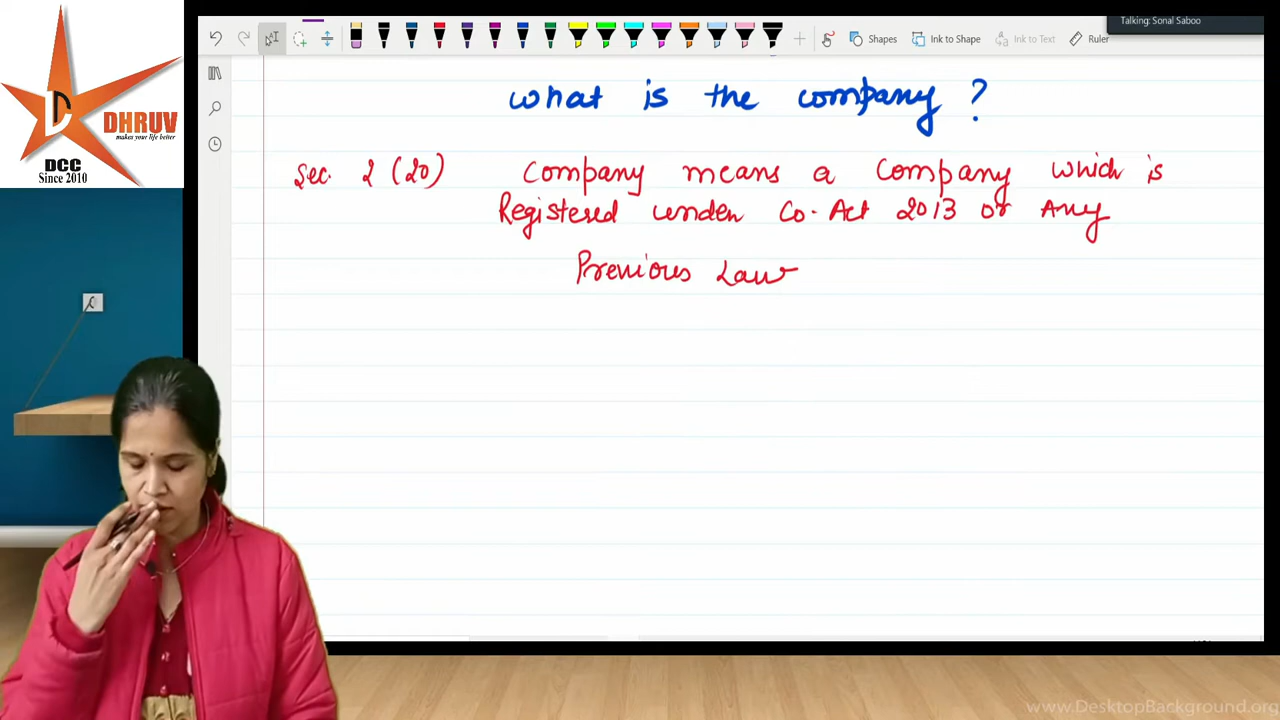 Talking: Sonal Saboo
Shapes
Ink to Shape
Ink to Text
Ruler
D
DHRUV
makes your life better
DCC
Since 2010
What is the company ?
Sec. 2 (20) Company means a Company which is
Registered under Co. Act 2013 or Any
Previous Law
www.DesktopBackground.org